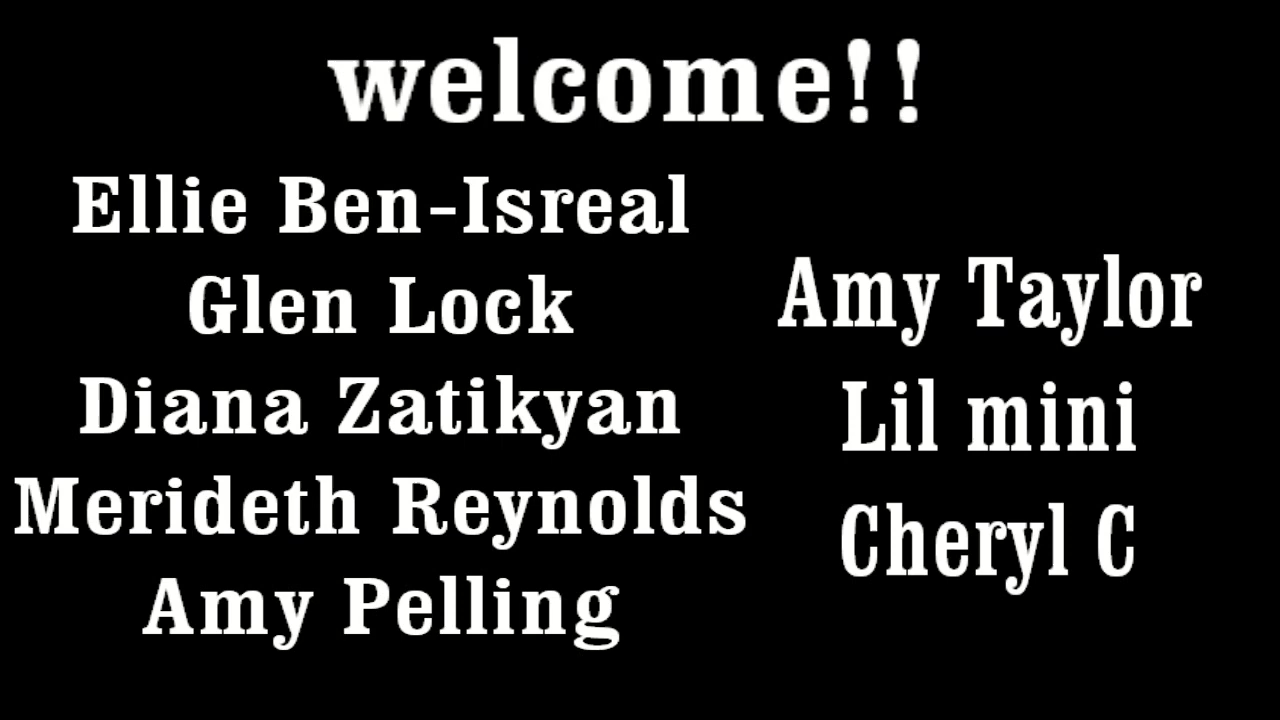 welcome!!
Ellie Ben-Isreal
Glen Lock
Diana Zatikyan
Merideth Reynolds
Amy Pelling
Amy Taylor
Lil mini
Cheryl C